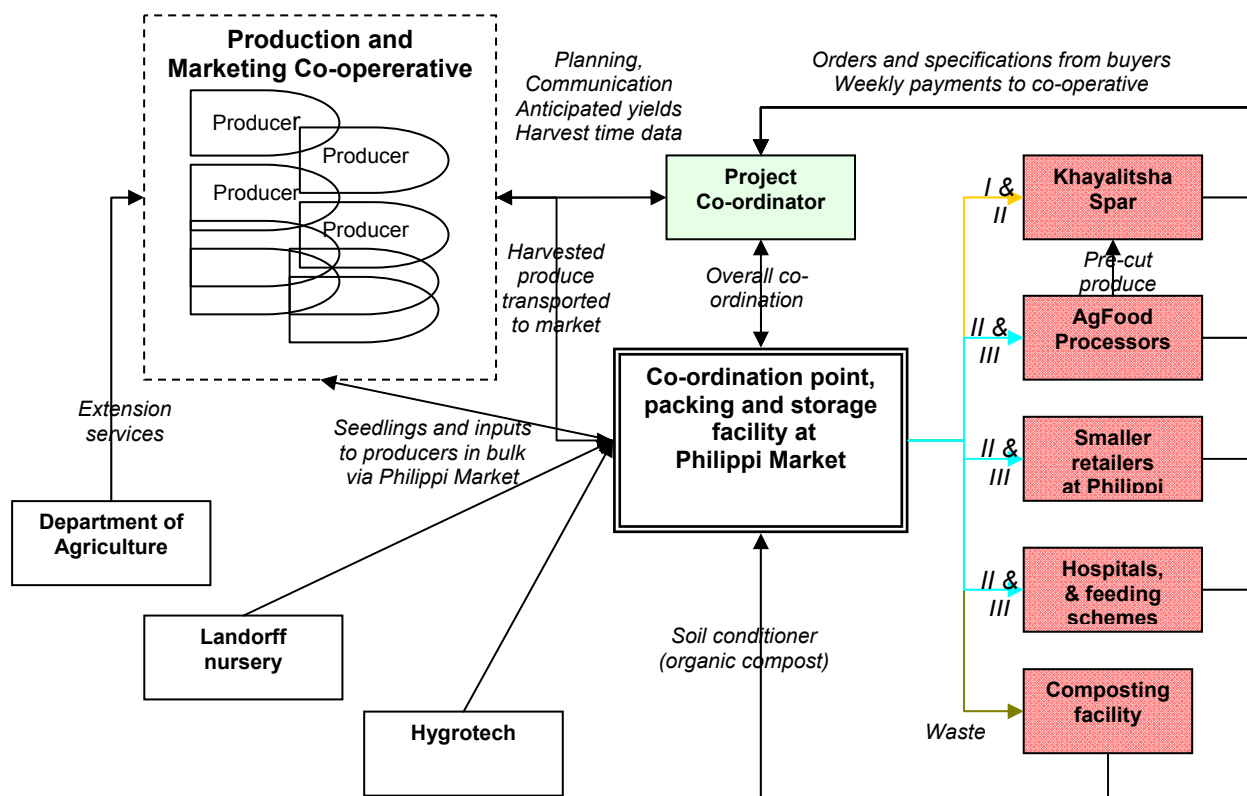 Production and
Marketing Co-opererative
Producer
Producer
Producer
Producer
Planning,
Communication
Anticipated yields
Harvest time data
Orders and specifications from buyers
Weekly payments to co-operative
Project
Co-ordinator
I &
II
Khayalitsha
Spar
Harvested
produce
transported
to market
Overall co-
ordination
Pre-cut
produce
II &
III
AgFood
Processors
Co-ordination point,
packing and storage
facility at
Philippi Market
Extension
services
Seedlings and inputs
to producers in bulk
via Philippi Market
II &
III
Smaller
retailers
at Philippi
Department of
Agriculture
II &
III
Hospitals,
& feeding
schemes
Landorff
nursery
Soil conditioner
(organic compost)
Composting
facility
Hygrotech
Waste